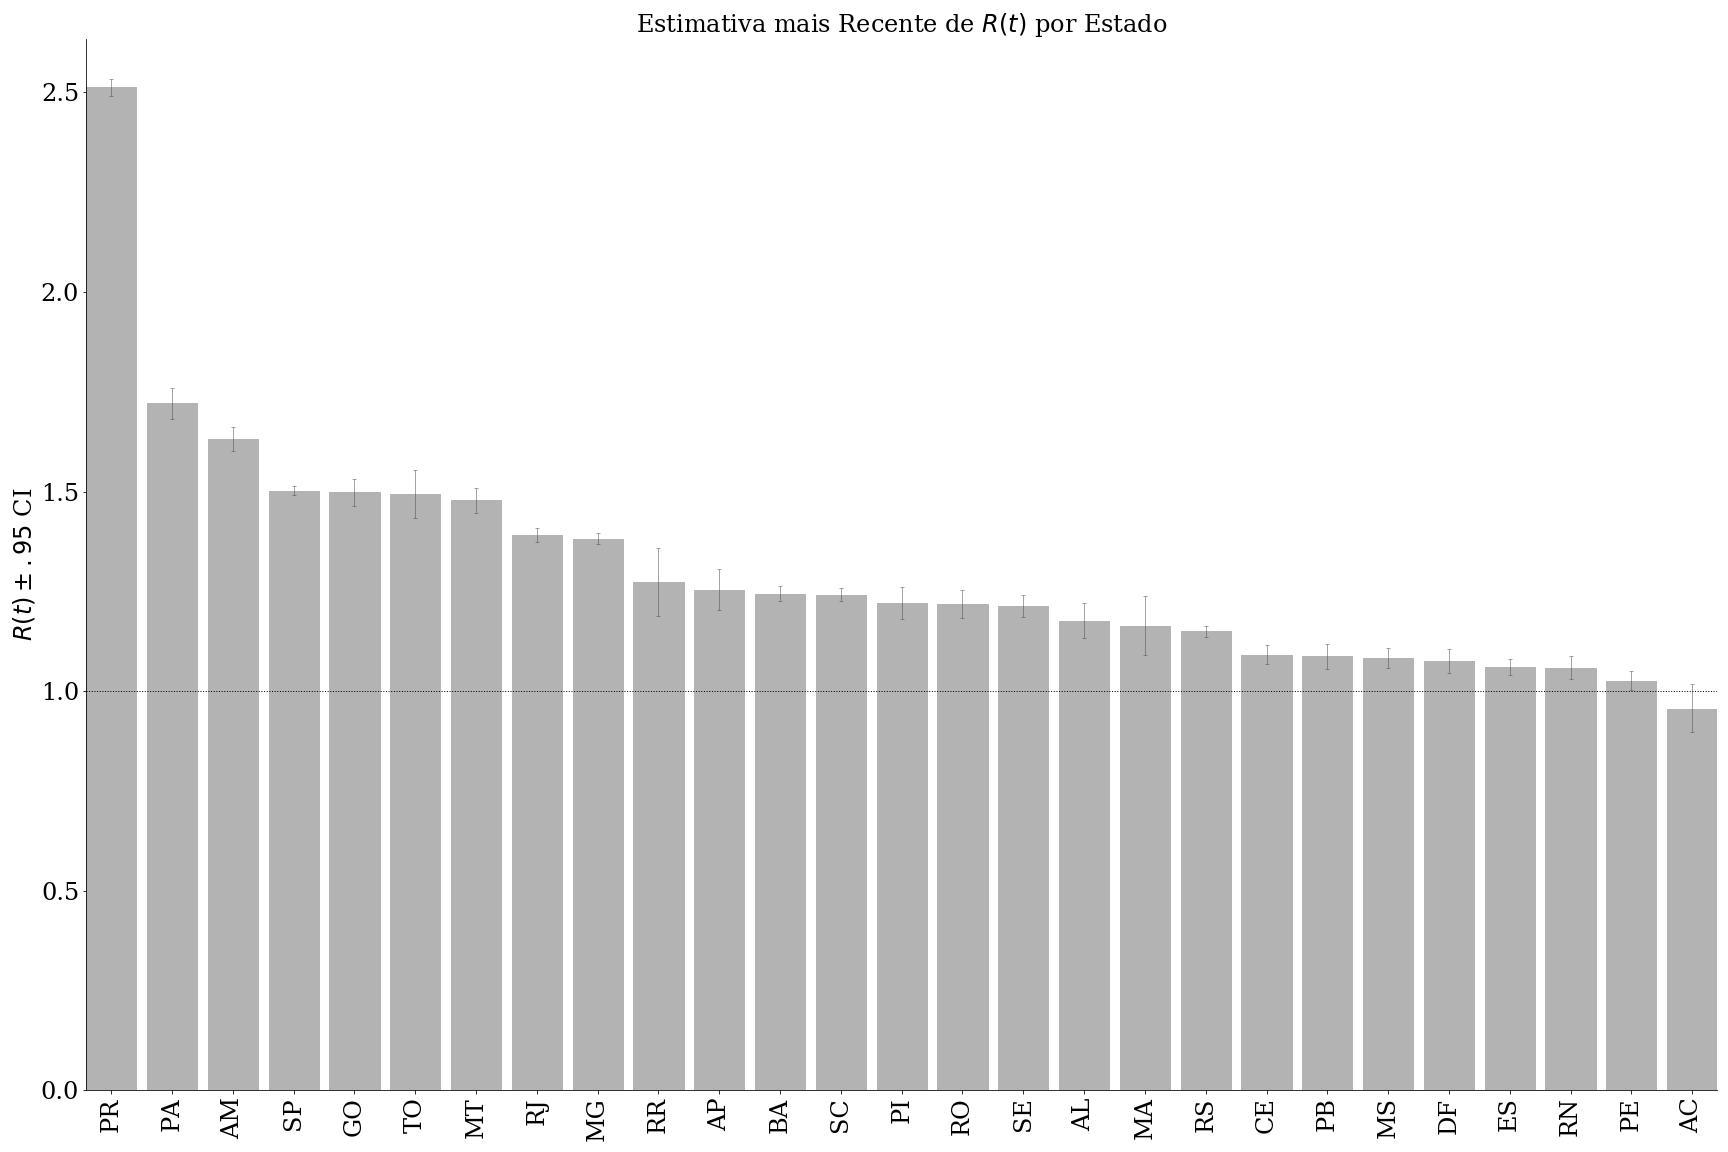 Estimativa mais Recente de R(t) por Estado
R(t) ± .95 CI
2.5
2.0
1.5
1.0
0.5
0.0
PR PA AM SP GO TO MT RJ MG RR AP BA SC PI RO SE AL MA RS CE PB MS DF ES RN PE AC